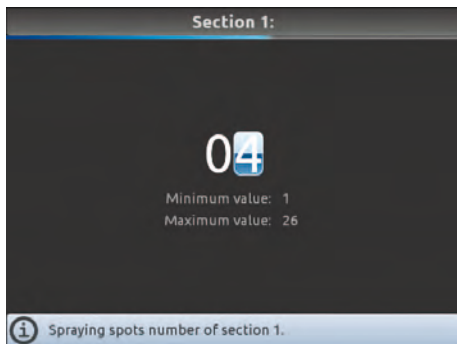 Section 1:
04
Minimum value: 1
Maximum value: 26
Spraying spots number of section 1.